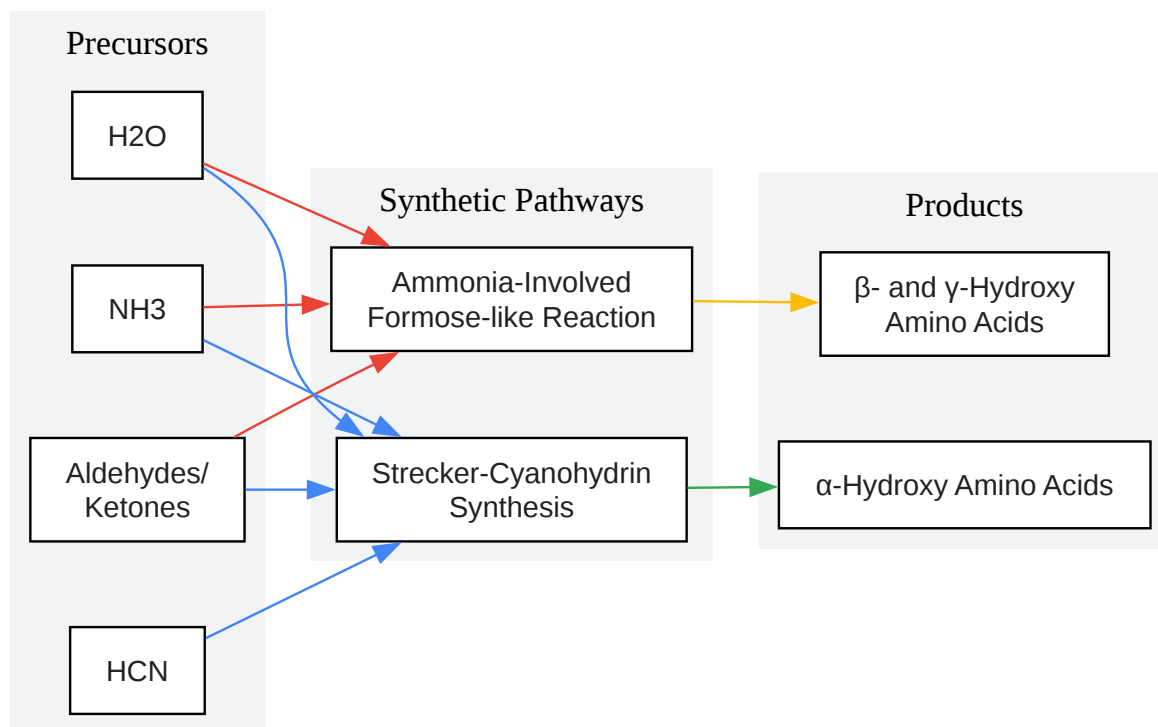 Precursors
H2O
NH3
Aldehydes/
Ketones
HCN
Synthetic Pathways
Ammonia-Involved
Formose-like Reaction
Strecker-Cyanohydrin
Synthesis
Products
β- and γ-Hydroxy
Amino Acids
α-Hydroxy Amino Acids